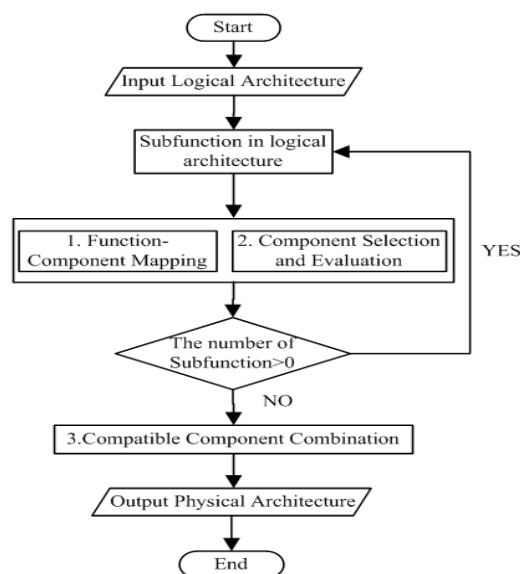 Start
Input Logical Architecture
Subfunction in logical
architecture
1. Function-
Component Mapping
2. Component Selection
and Evaluation
YES
The number of
Subfunction>0
NO
3.Compatible Component Combination
Output Physical Architecture
End